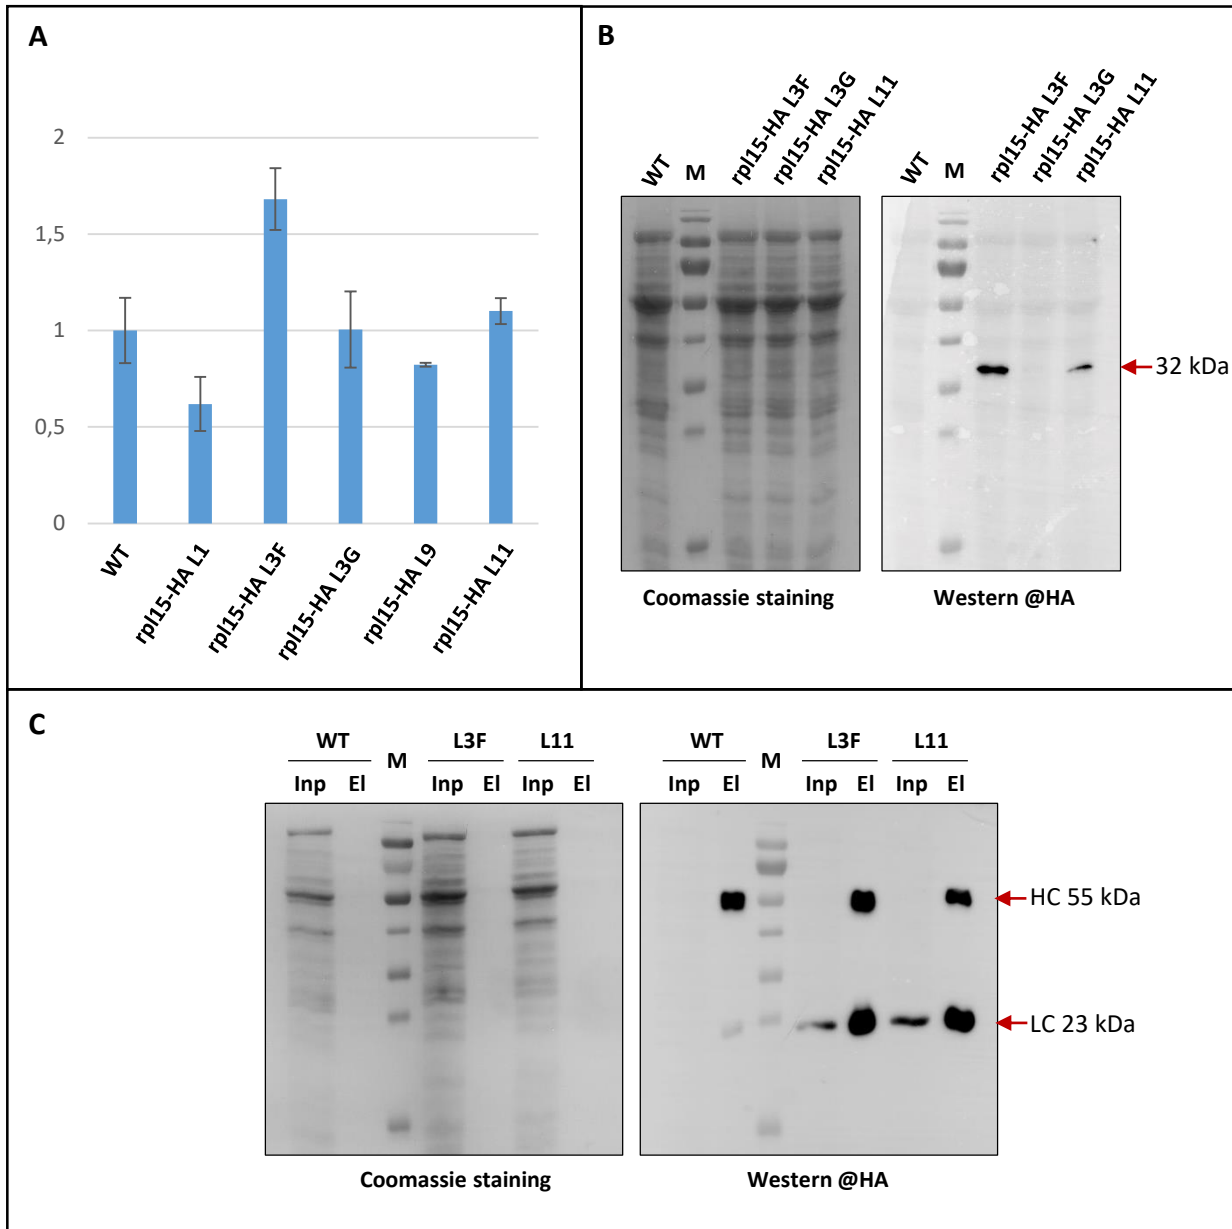 A
2
1,5
1
0,5
0
WT
rpl15-HA L1
rpl15-HA L3F
rpl15-HA L3G
rpl15-HA L9
rpl15-HA L11
B
WT
M
rpl15-HA L3F
rpl15-HA L3G
rpl15-HA L11
WT
M
rpl15-HA L3F
rpl15-HA L3G
rpl15-HA L11
32 kDa
Coomassie staining
Western @HA
C
WT M L3F L11
Inp El Inp El Inp El
WT M L3F L11
Inp El Inp El Inp El
HC 55 kDa
LC 23 kDa
Coomassie staining
Western @HA